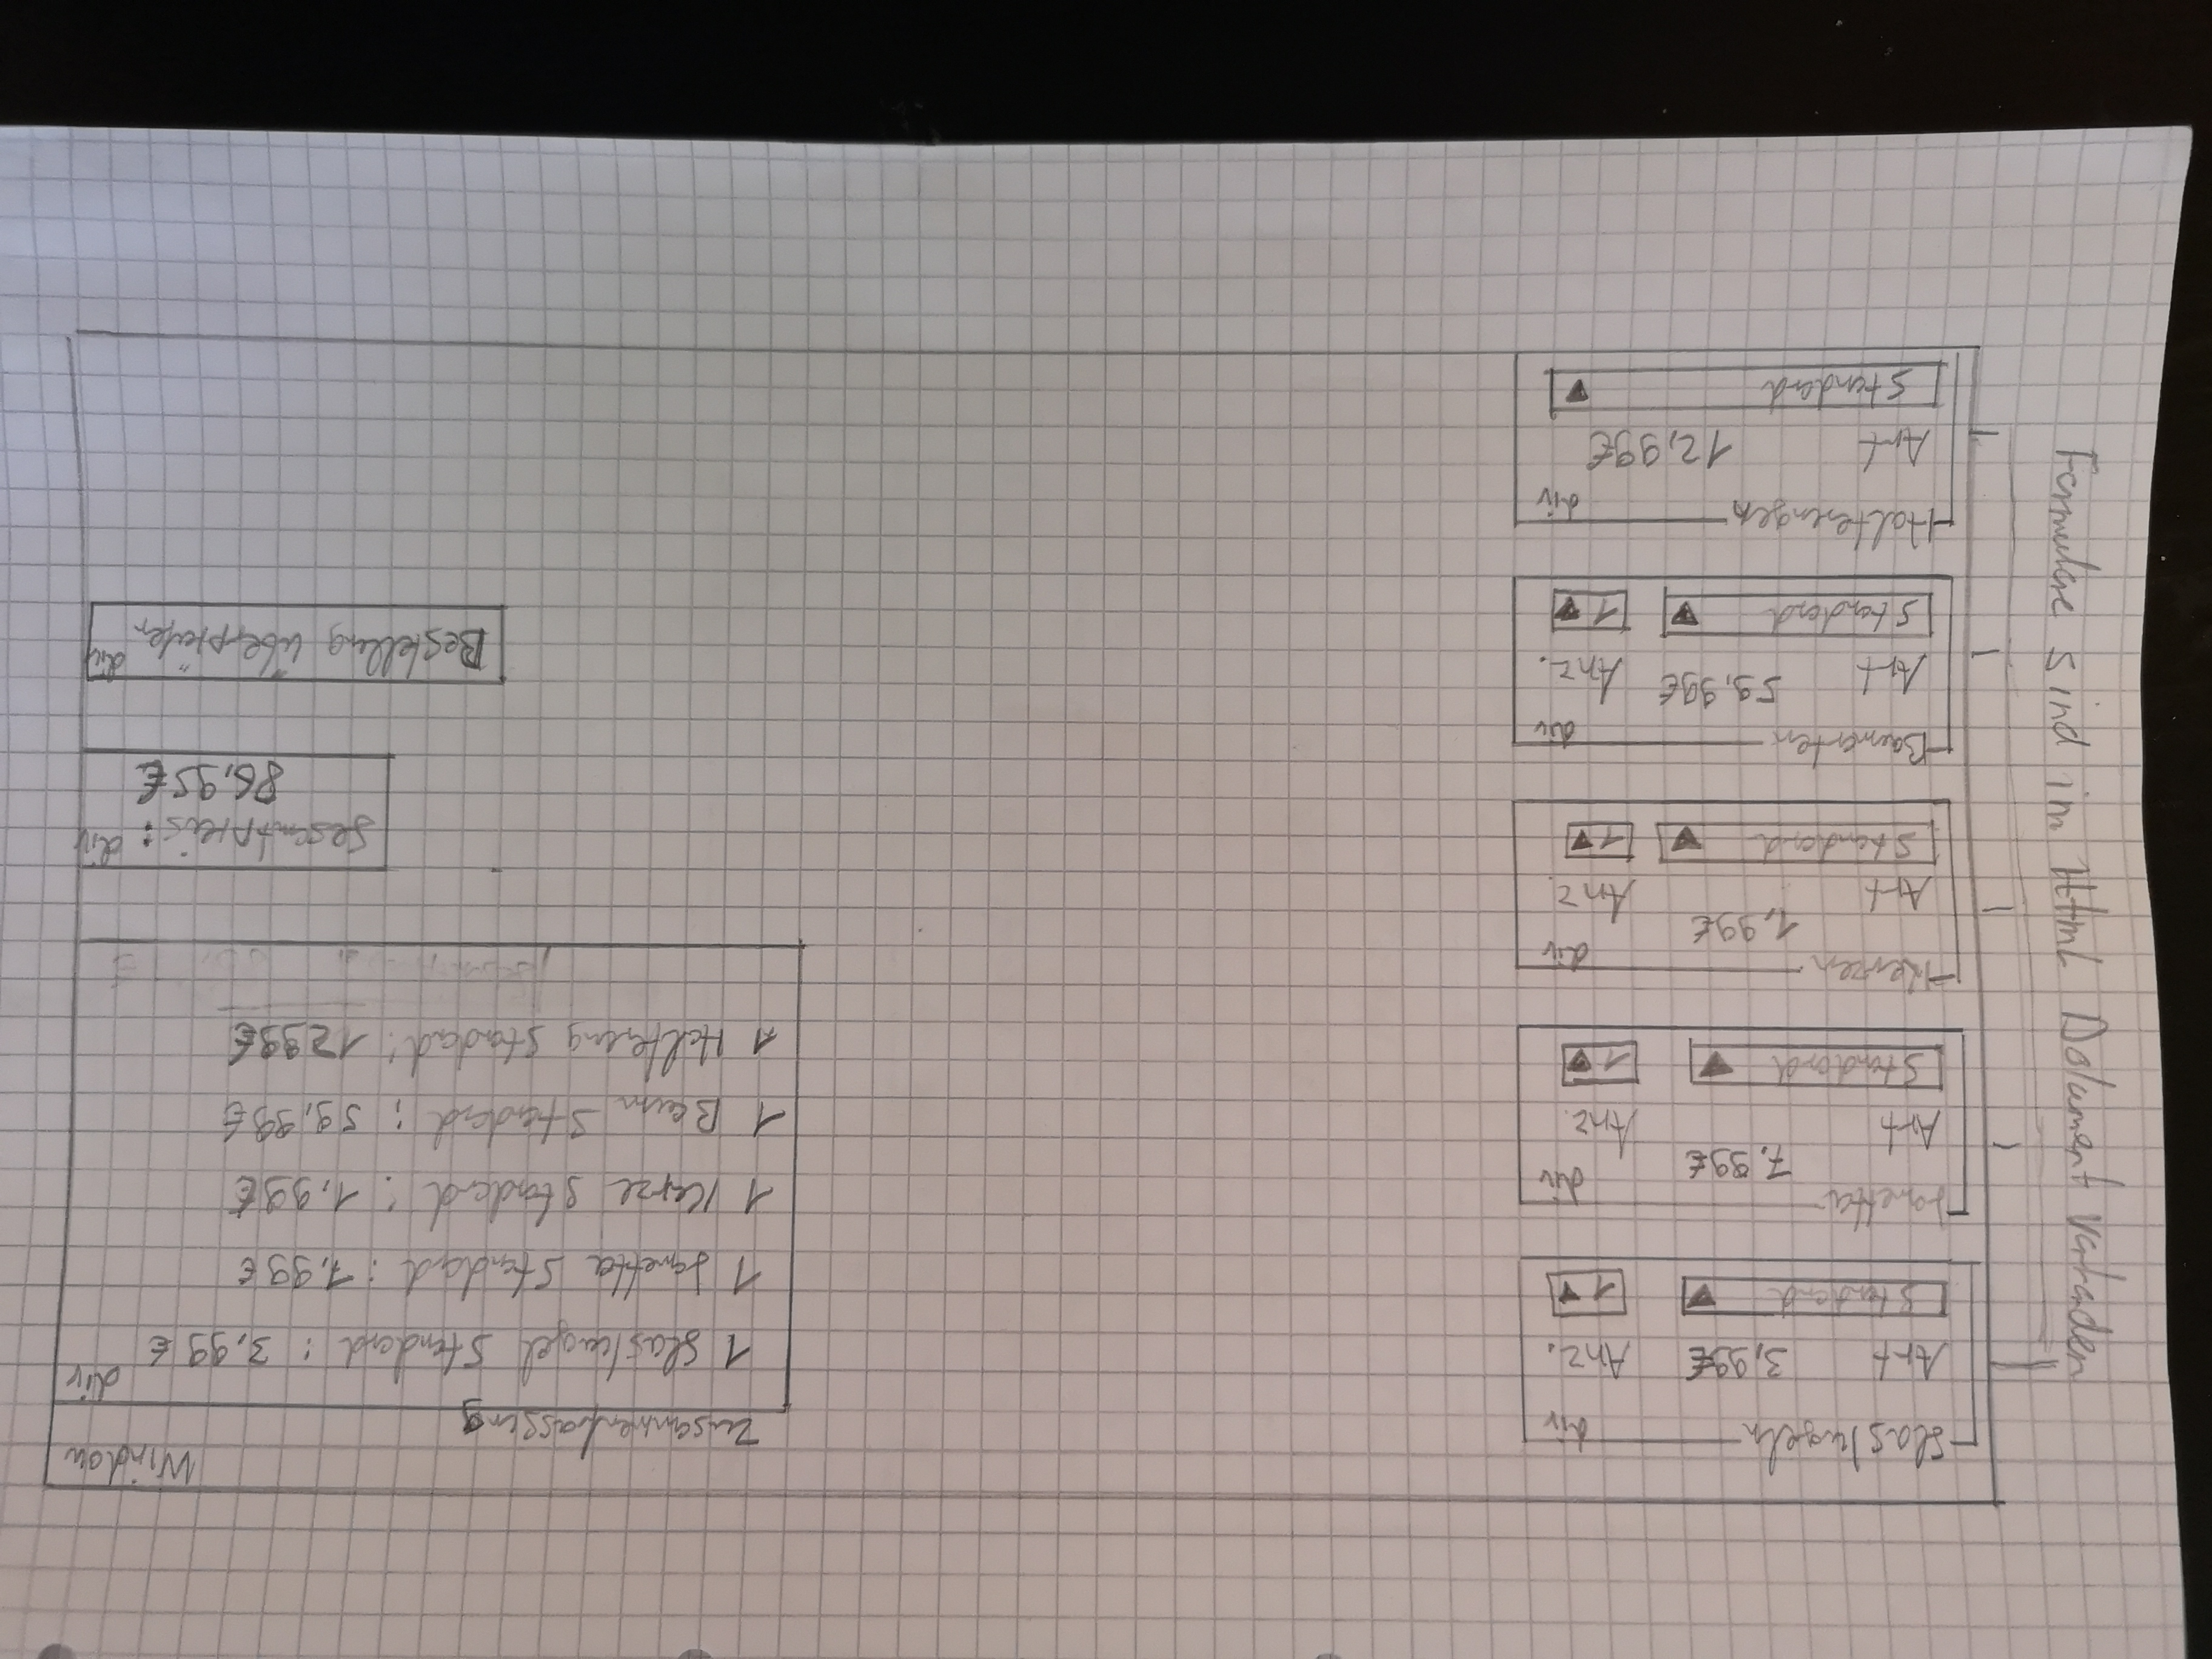 Window
Zusammenfassung
div
1 Glaskugel Standard : 3,99€
1 Lametta Standard : 7,99€
1 Kerze Standard : 1,99€
1 Baum Standard : 59,99€
1 Halterung Standard : 12,99€
Gesamtpreis : div
86,95€
Bestellung überprüfen
div
Glaskugeln div
Art 3,99€ Anz.
Standard 1
Lametta div
7,99€
Art Anz.
Standard 1
Kerzen div
1,99€
Art Anz.
Standard 1
Baumarten div
Art 59,99€ Anz.
Standard 1
Halterungen div
Art 12,99€
Standard
Formulare sind im Html Dokument Vorhanden